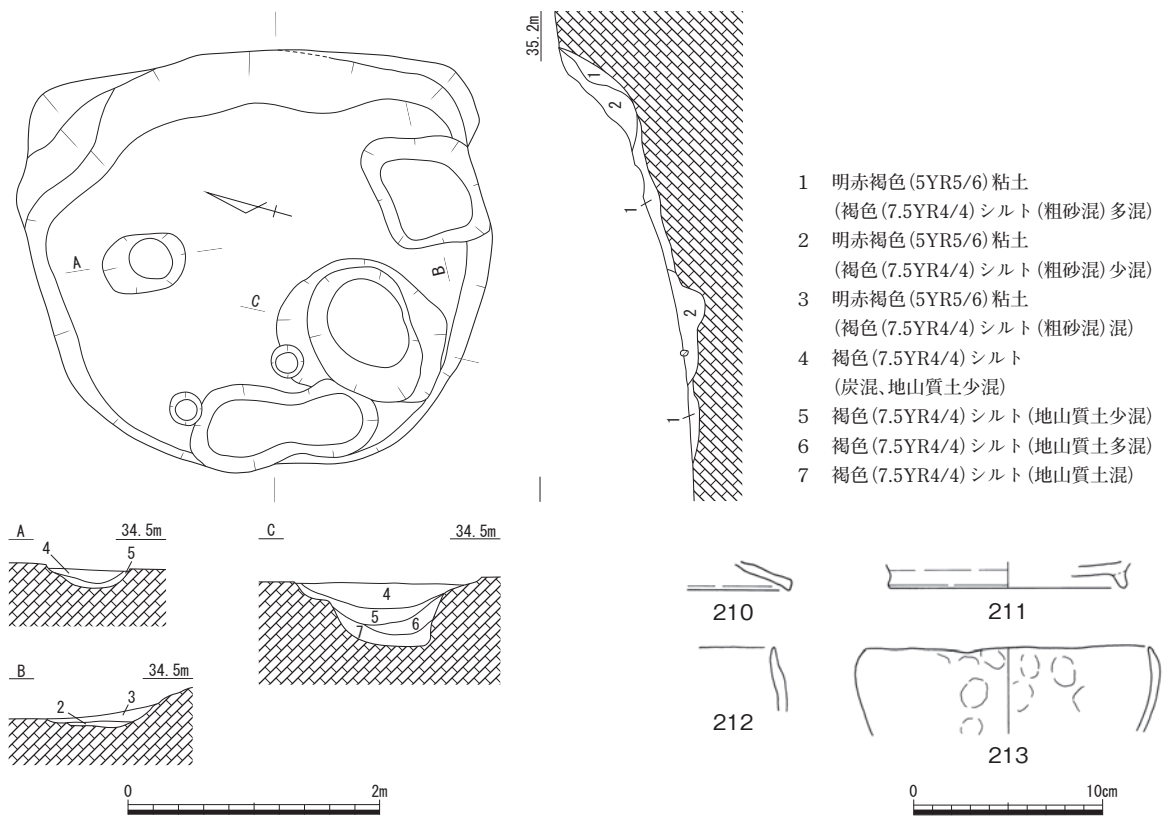 35.2m
1
2
1
2
1
A
B
C
1 明赤褐色(5YR5/6)粘土
(褐色(7.5YR4/4)シルト(粗砂混)多混)
2 明赤褐色(5YR5/6)粘土
(褐色(7.5YR4/4)シルト(粗砂混)少混)
3 明赤褐色(5YR5/6)粘土
(褐色(7.5YR4/4)シルト(粗砂混)混)
4 褐色(7.5YR4/4)シルト
(炭混、地山質土少混)
5 褐色(7.5YR4/4)シルト(地山質土少混)
6 褐色(7.5YR4/4)シルト(地山質土多混)
7 褐色(7.5YR4/4)シルト(地山質土混)
A 34.5m
4 5
C 34.5m
4
5
6
7
B 34.5m
2 3
210
211
212
213
0 2m
0 10cm